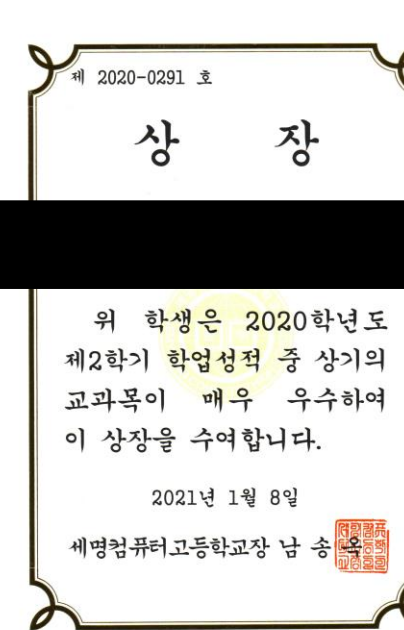 제 2020-0291 호
상 장
위 학생은 2020학년도
제2학기 학업성적 중 상기의
교과목이 매우 우수하여
이 상장을 수여합니다.
2021년 1월 8일
세명컴퓨터고등학교장 남 송 옥